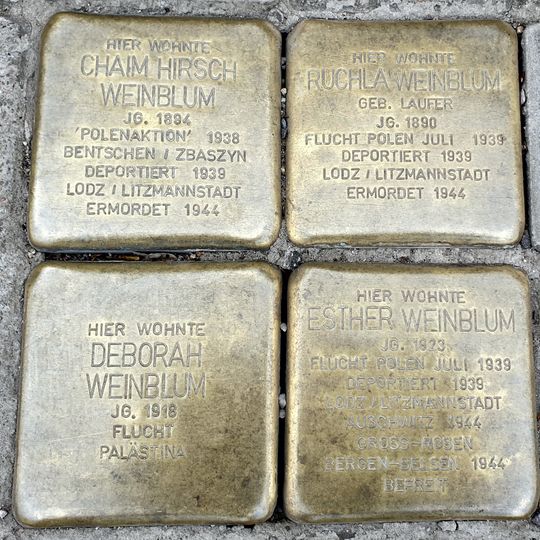 HIER WOHNTE
CHAIM HIRSCH
WEINBLUM
JG. 1894
'POLENAKTION' 1938
BENTSCHEN / ZBASZYN
DEPORTIERT 1939
LODZ / LITZMANNSTADT
ERMORDET 1944
HIER WOHNTE
RUCHLA WEINBLUM
GEB. LAUFER
JG. 1890
FLUCHT POLEN JULI 1939
DEPORTIERT 1939
LODZ / LITZMANNSTADT
ERMORDET 1944
HIER WOHNTE
DEBORAH
WEINBLUM
JG. 1918
FLUCHT
PALÄSTINA
HIER WOHNTE
ESTHER WEINBLUM
JG. 1923
FLUCHT POLEN JULI 1939
DEPORTIERT 1939
LODZ / LITZMANNSTADT
AUSCHWITZ 1944
GROSS-ROSEN
BERGEN-BELSEN 1944
BEFREIT